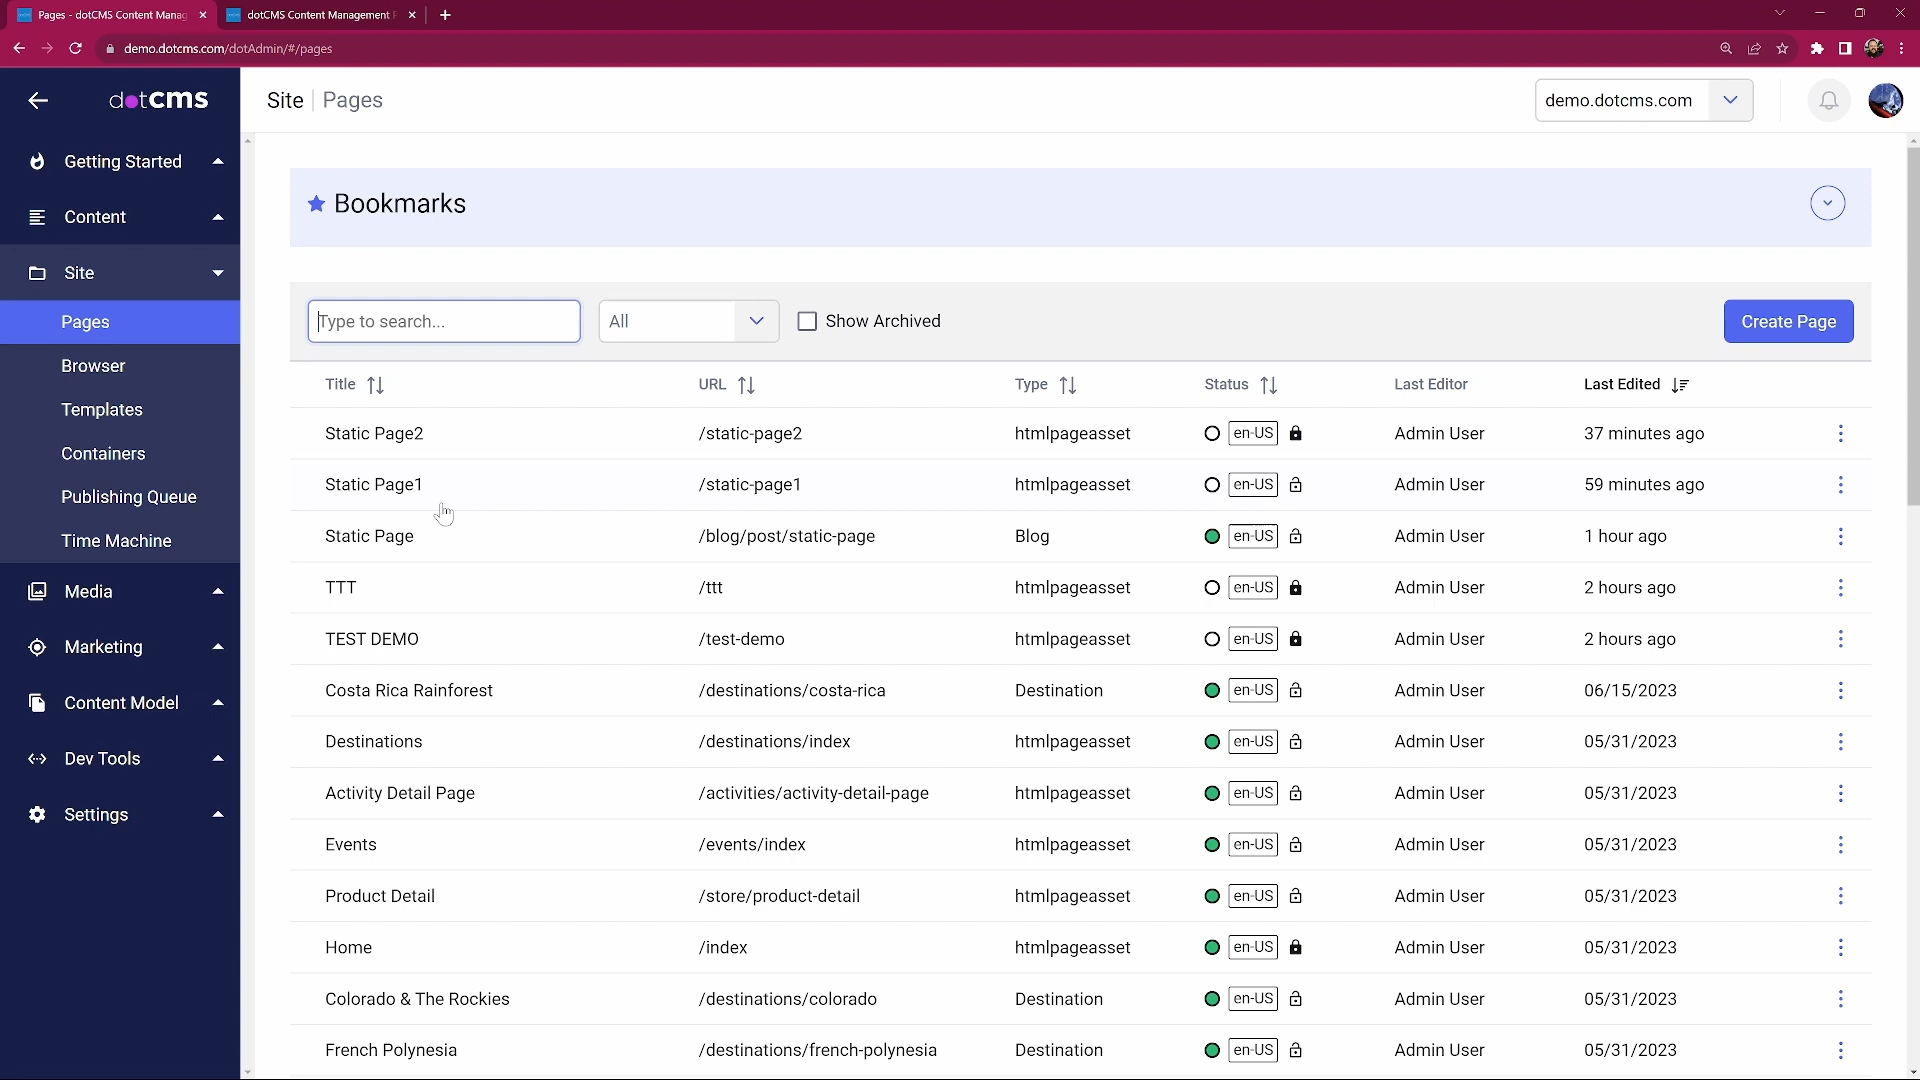 Pages - dotCMS Content Manag
dotCMS Content Management P
demo.dotcms.com/dotAdmin/#/pages
dotCMS
Site | Pages
demo.dotcms.com
Getting Started
Content
Site
Pages
Browser
Templates
Containers
Publishing Queue
Time Machine
Media
Marketing
Content Model
Dev Tools
Settings
Bookmarks
Type to search...
All
Show Archived
Create Page
Title URL Type Status Last Editor Last Edited
Static Page2 /static-page2 htmlpageasset en-US Admin User 37 minutes ago
Static Page1 /static-page1 htmlpageasset en-US Admin User 59 minutes ago
Static Page /blog/post/static-page Blog en-US Admin User 1 hour ago
TTT /ttt htmlpageasset en-US Admin User 2 hours ago
TEST DEMO /test-demo htmlpageasset en-US Admin User 2 hours ago
Costa Rica Rainforest /destinations/costa-rica Destination en-US Admin User 06/15/2023
Destinations /destinations/index htmlpageasset en-US Admin User 05/31/2023
Activity Detail Page /activities/activity-detail-page htmlpageasset en-US Admin User 05/31/2023
Events /events/index htmlpageasset en-US Admin User 05/31/2023
Product Detail /store/product-detail htmlpageasset en-US Admin User 05/31/2023
Home /index htmlpageasset en-US Admin User 05/31/2023
Colorado & The Rockies /destinations/colorado Destination en-US Admin User 05/31/2023
French Polynesia /destinations/french-polynesia Destination en-US Admin User 05/31/2023